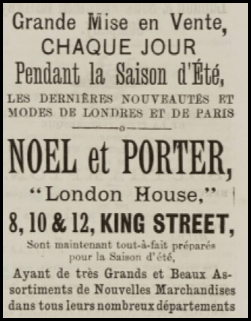 Grande Mise en Vente,
CHAQUE JOUR
Pendant la Saison d'Été,
LES DERNIÈRES NOUVEAUTÉS ET
MODES DE LONDRES ET DE PARIS
NOEL et PORTER,
"London House,"
8, 10 & 12, KING STREET,
Sont maintenant tout-à-fait préparés
pour la Saison d'été,
Ayant de très Grands et Beaux As-
sortiments de Nouvelles Marchandises
dans tous leurs nombreux départements